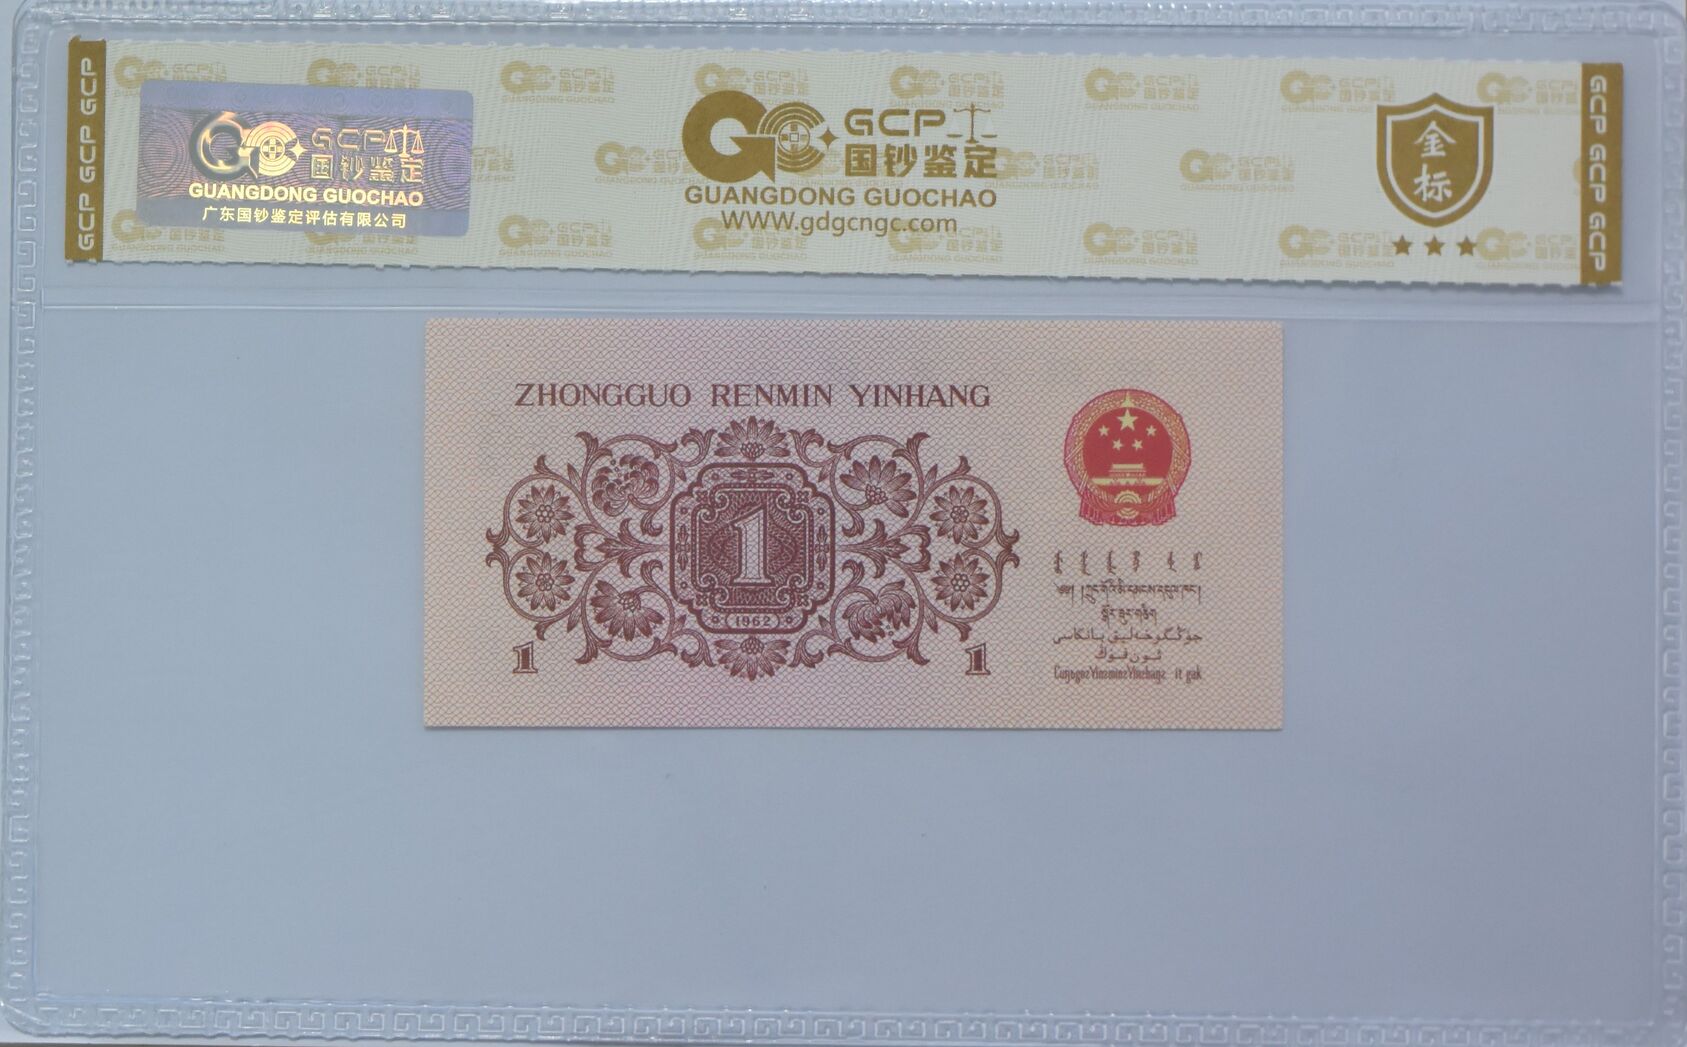 GCP GCP GCP
GCP
国钞鉴定
GUANGDONG GUOCHAO
广东国钞鉴定评估有限公司
GCP
国钞鉴定
GUANGDONG GUOCHAO
WWW.gdgcngc.com
金标
GCP GCP GCP
ZHONGGUO RENMIN YINHANG
1
(1962)
1
1